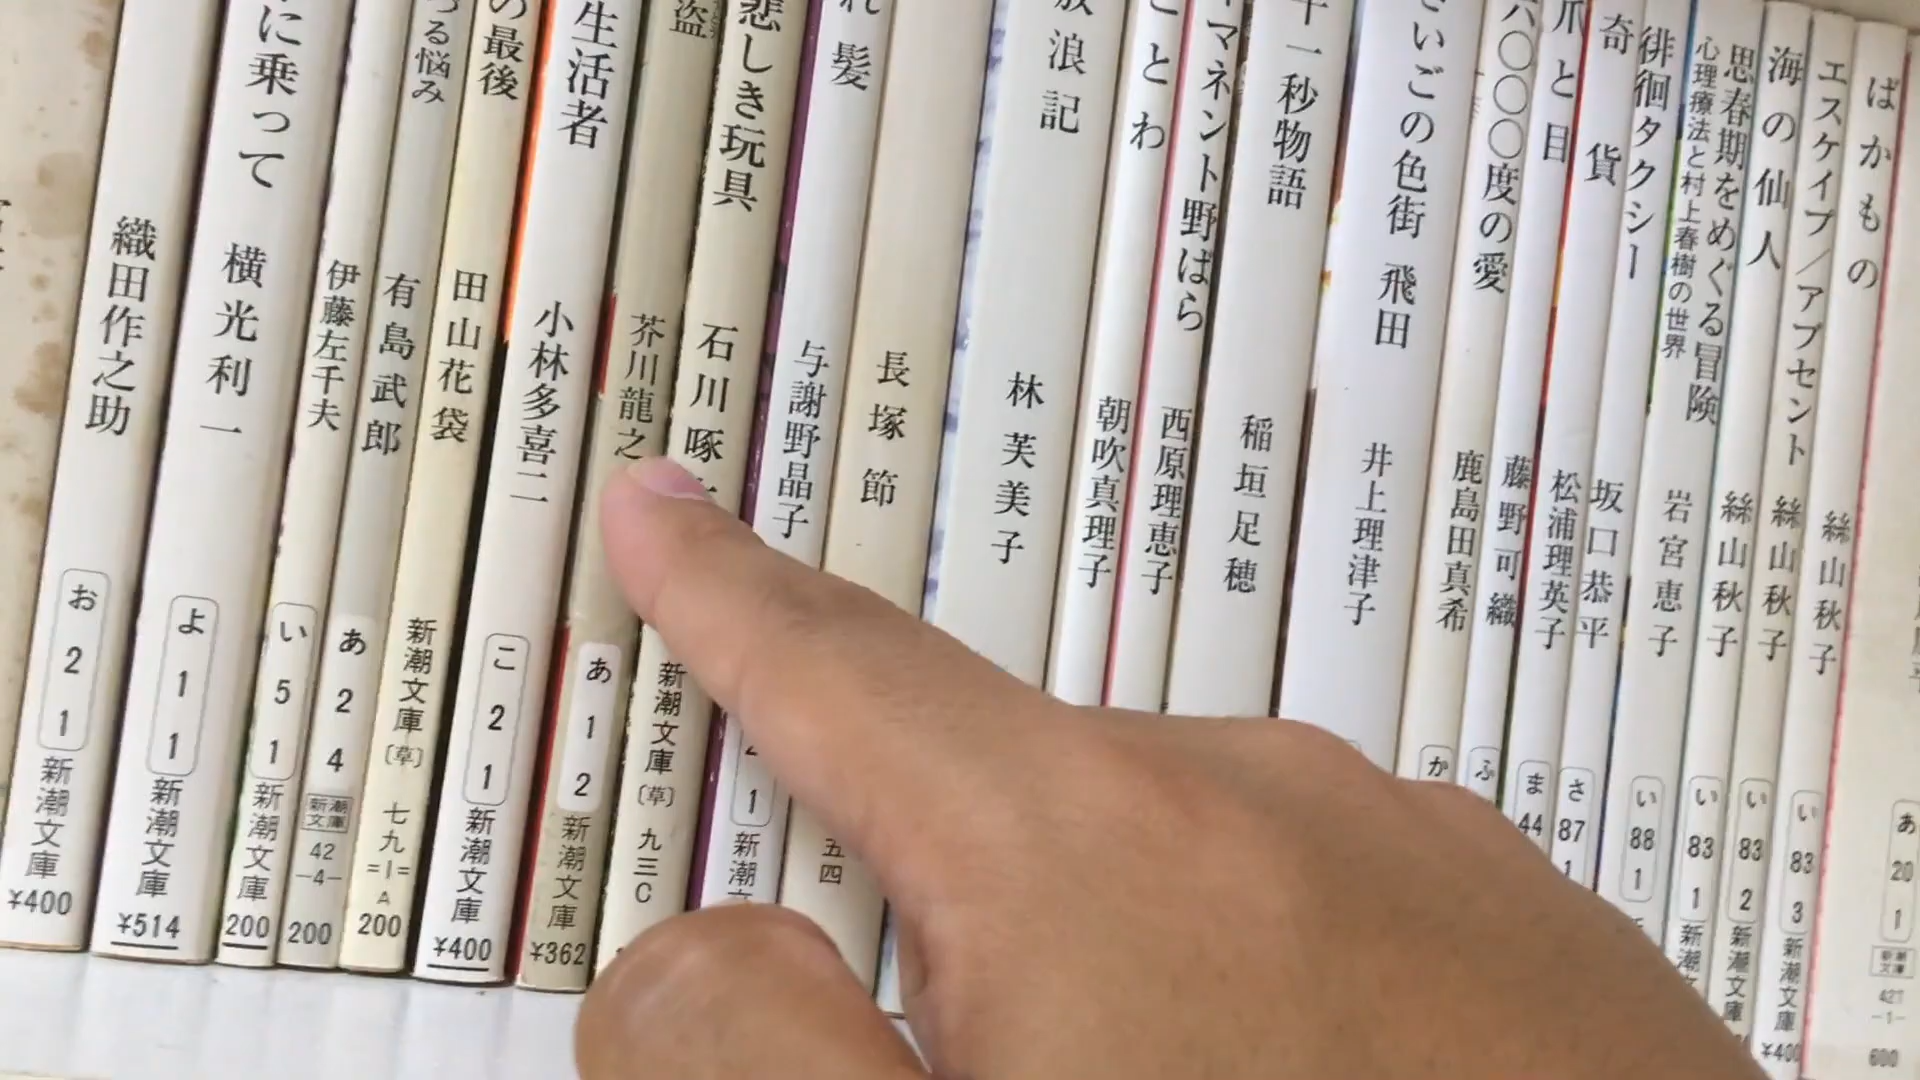 織田作之助
お 2 1
新潮文庫
¥400
に乗って 横光利一
よ 1 1
新潮文庫
¥514
伊藤左千夫
い 5 1
新潮文庫
200
る悩み
有島武郎
あ 2 4
新潮文庫
42
-4-
200
の最後
田山花袋
新潮文庫
〔草〕
七九
=1=
A
200
生活者
小林多喜二
こ 2 1
新潮文庫
¥400
盗
芥川龍之
あ 1 2
新潮文庫
¥362
悲しき玩具
石川啄
新潮文庫
〔草〕
九三C
れ髪
与謝野晶子
1
新潮
長塚節
五四
放浪記
林芙美子
とわ
朝吹真理子
マネント野ばら
西原理恵子
千一秒物語
稲垣足穂
さいごの色街 飛田
井上理津子
六〇〇〇度の愛
鹿島田真希
か
爪と目
藤野可織
ふ
奇貨
松浦理英子
ま 44
徘徊タクシー
坂口恭平
さ 87 1
思春期をめぐる冒険
心理療法と村上春樹の世界
岩宮恵子
い 88 1
海の仙人
絲山秋子
い 83 1
新潮文
エスケイプ/アブセント
絲山秋子
い 83 2
新潮文庫
ばかもの
絲山秋子
い 83 3
新潮文庫
¥400
あ 20 1
新潮文庫
421
-1-
600